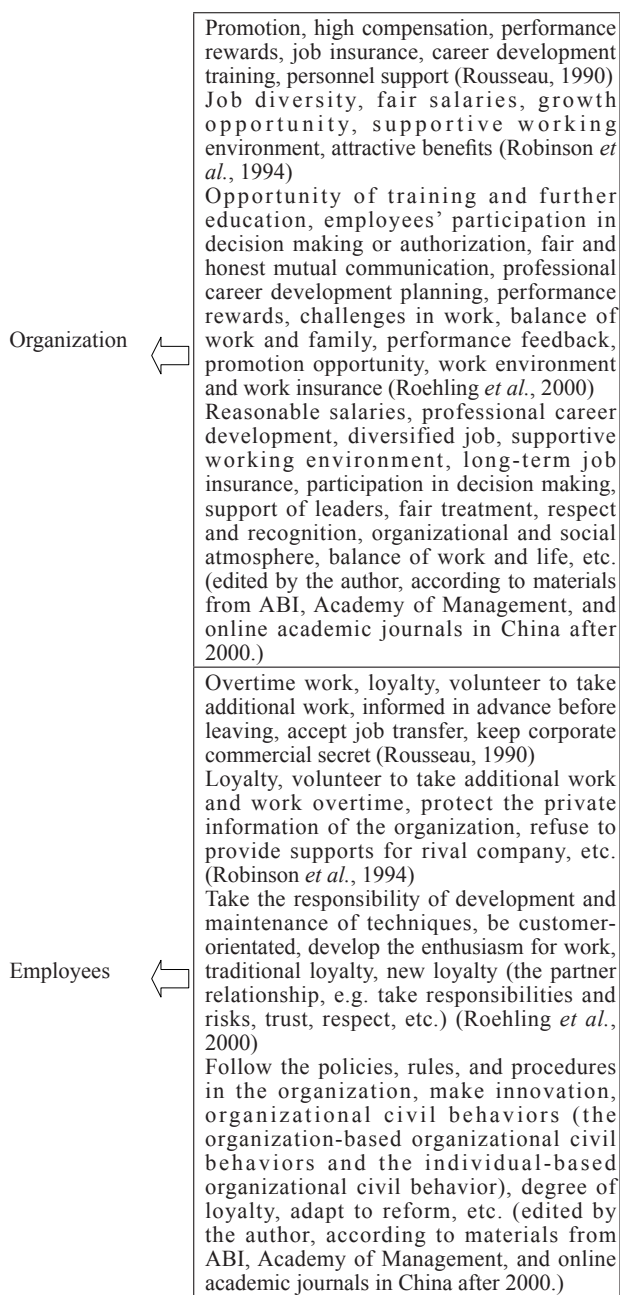 Promotion, high compensation, performance
rewards, job insurance, career development
training, personnel support (Rousseau, 1990)
Job diversity, fair salaries, growth
opportunity, supportive working
environment, attractive benefits (Robinson et
al., 1994)
Opportunity of training and further
education, employees’ participation in
decision making or authorization, fair and
honest mutual communication, professional
career development planning, performance
rewards, challenges in work, balance of
work and family, performance feedback,
promotion opportunity, work environment
and work insurance (Roehling et al., 2000)
Reasonable salaries, professional career
development, diversified job, supportive
working environment, long-term job
insurance, participation in decision making,
support of leaders, fair treatment, respect
and recognition, organizational and social
atmosphere, balance of work and life, etc.
(edited by the author, according to materials
from ABI, Academy of Management, and
online academic journals in China after
2000.)
Organization
Overtime work, loyalty, volunteer to take
additional work, informed in advance before
leaving, accept job transfer, keep corporate
commercial secret (Rousseau, 1990)
Loyalty, volunteer to take additional work
and work overtime, protect the private
information of the organization, refuse to
provide supports for rival company, etc.
(Robinson et al., 1994)
Take the responsibility of development and
maintenance of techniques, be customer-
orientated, develop the enthusiasm for work,
traditional loyalty, new loyalty (the partner
relationship, e.g. take responsibilities and
risks, trust, respect, etc.) (Roehling et al.,
2000)
Follow the policies, rules, and procedures
in the organization, make innovation,
organizational civil behaviors (the
organization-based organizational civil
behaviors and the individual-based
organizational civil behavior), degree of
loyalty, adapt to reform, etc. (edited by
the author, according to materials from
ABI, Academy of Management, and online
academic journals in China after 2000.)
Employees